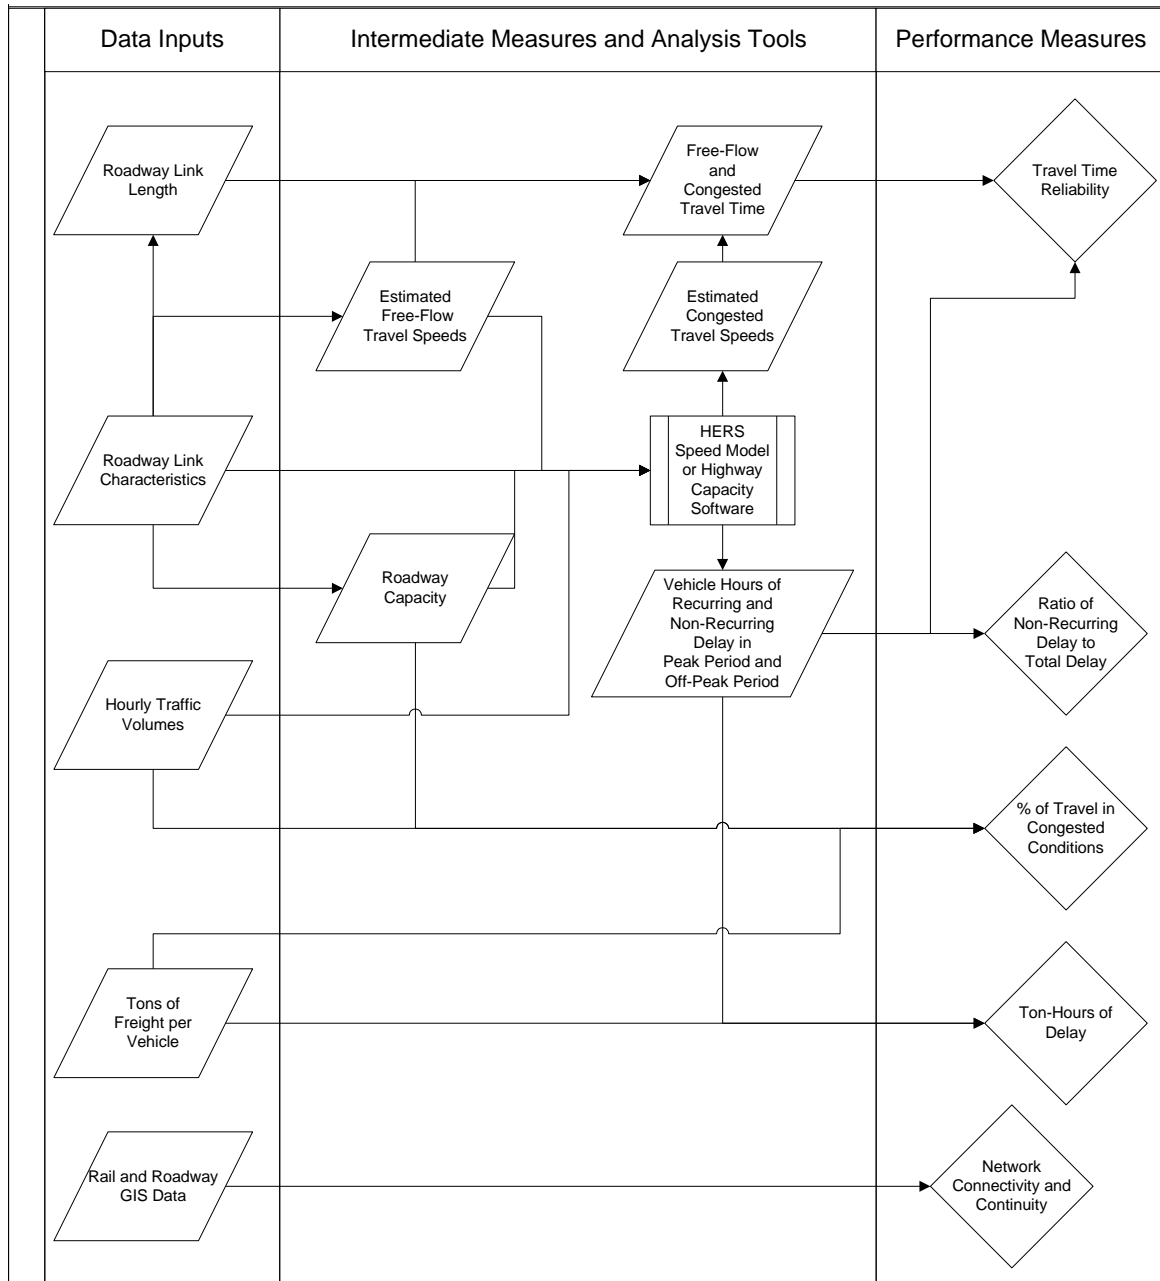 Data Inputs
Intermediate Measures and Analysis Tools
Performance Measures
Roadway Link
Length
Free-Flow
and
Congested
Travel Time
Travel Time
Reliability
Estimated
Free-Flow
Travel Speeds
Estimated
Congested
Travel Speeds
Roadway Link
Characteristics
HERS
Speed Model
or Highway
Capacity
Software
Roadway
Capacity
Vehicle Hours of
Recurring and
Non-Recurring
Delay in
Peak Period and
Off-Peak Period
Ratio of
Non-Recurring
Delay to
Total Delay
Hourly Traffic
Volumes
% of Travel in
Congested
Conditions
Tons of
Freight per
Vehicle
Ton-Hours of
Delay
Rail and Roadway
GIS Data
Network
Connectivity and
Continuity